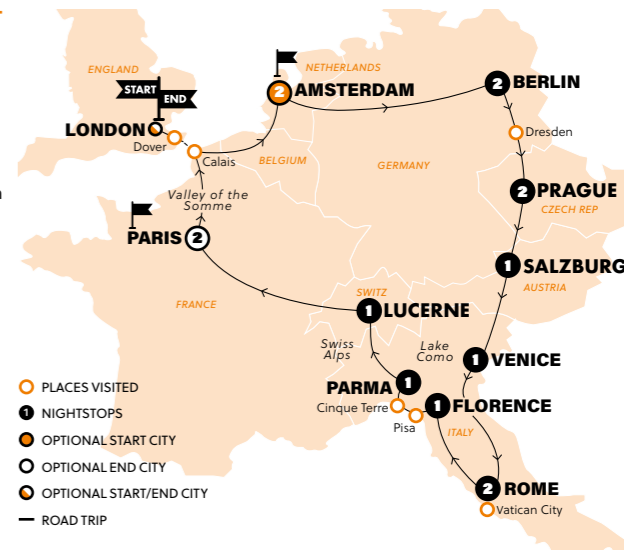 ENGLAND
NETHERLANDS
START
END
2
AMSTERDAM
2
BERLIN
LONDON
Dover
Calais
BELGIUM
GERMANY
Dresden
Valley of the
Somme
2
PRAGUE
CZECH REP
PARIS
2
1
SALZBURG
AUSTRIA
FRANCE
SWITZ
1
LUCERNE
Swiss
Alps
Lake
Como
1
VENICE
PARMA
1
Cinque Terre
1
FLORENCE
Pisa
ITALY
2
ROME
Vatican City
PLACES VISITED
1 NIGHTSTOPS
OPTIONAL START CITY
OPTIONAL END CITY
OPTIONAL START/END CITY
ROAD TRIP